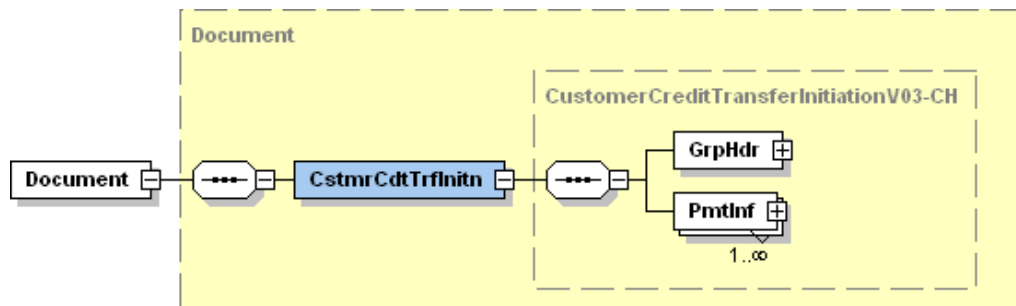 Document
CustomerCreditTransferInitiationV03-CH
GrpHdr
Document
CstmrCdtTrfInitn
PmtInf
1..∞